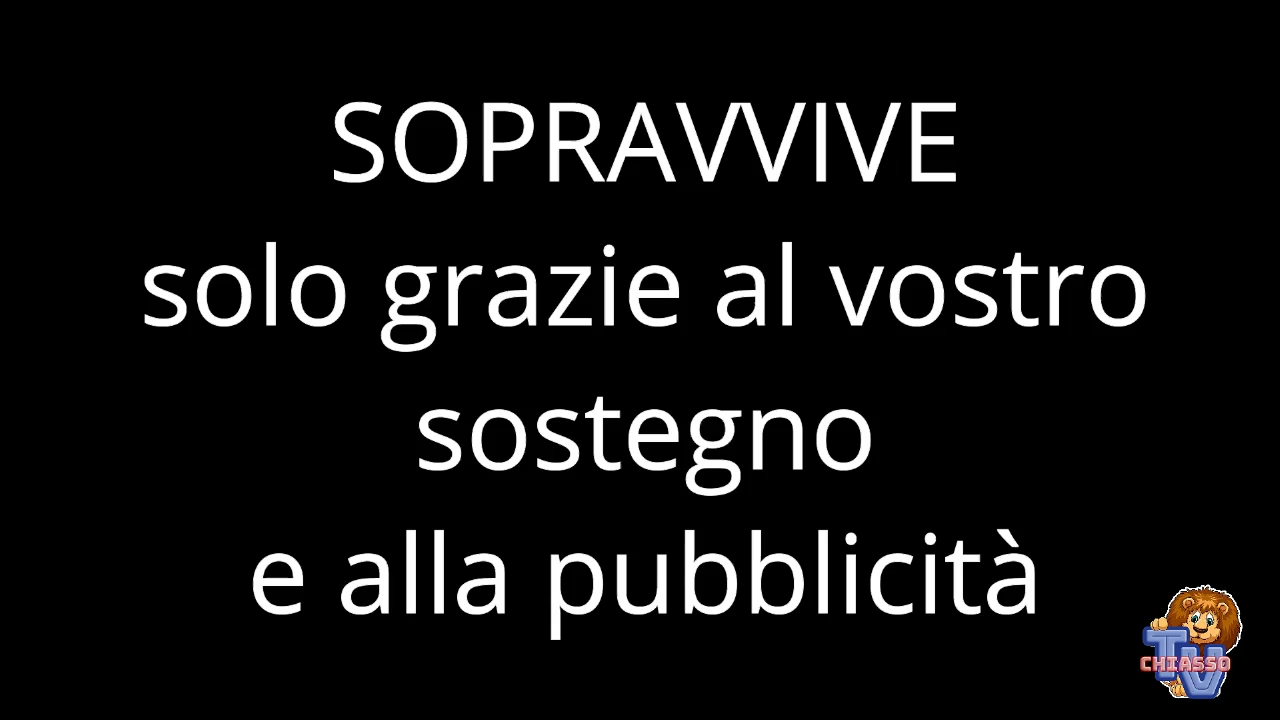 SOPRAVVIVE
solo grazie al vostro
sostegno
e alla pubblicità
TV
CHIASSO